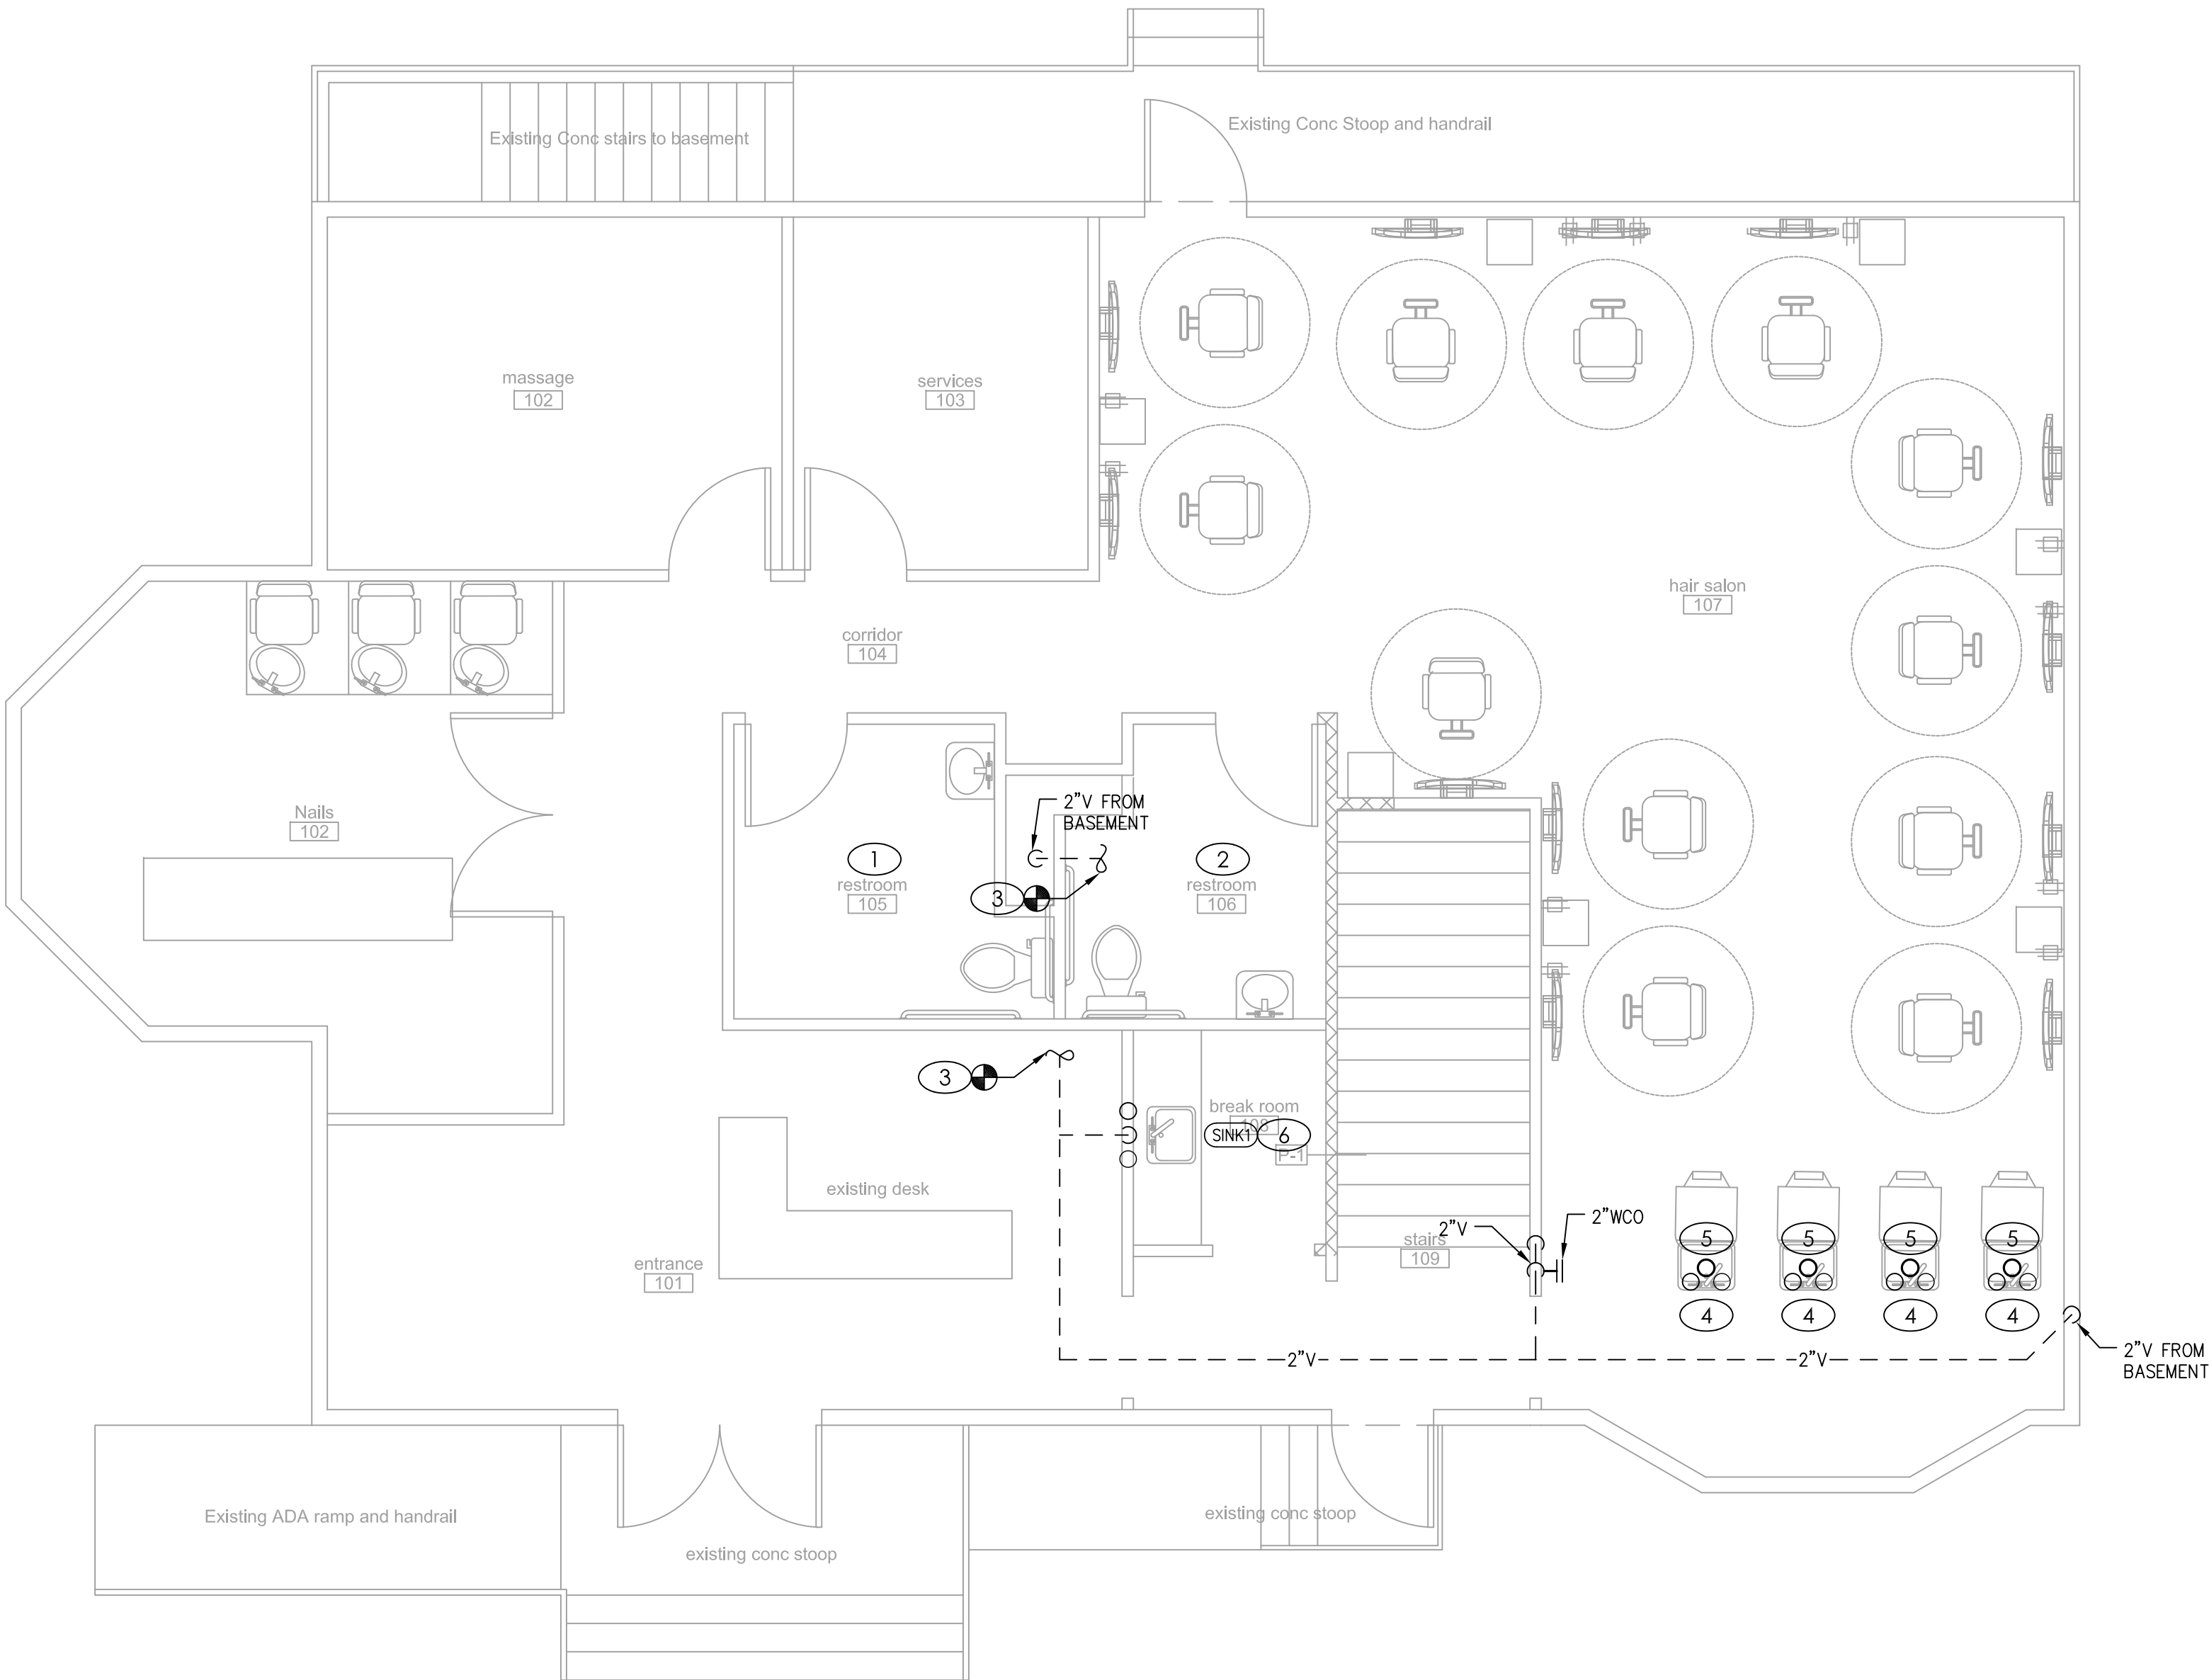 Existing Conc stairs to basement
Existing Conc Stoop and handrail
massage
102
services
103
hair salon
107
corridor
104
Nails
102
2"V FROM
BASEMENT
1
restroom
105
2
restroom
106
3
3
break room
108
SINK1
6
P-1
existing desk
entrance
101
stairs
109
2"V
2"WCO
5
5
5
5
4
4
4
4
2"V
2"V
2"V FROM
BASEMENT
Existing ADA ramp and handrail
existing conc stoop
existing conc stoop